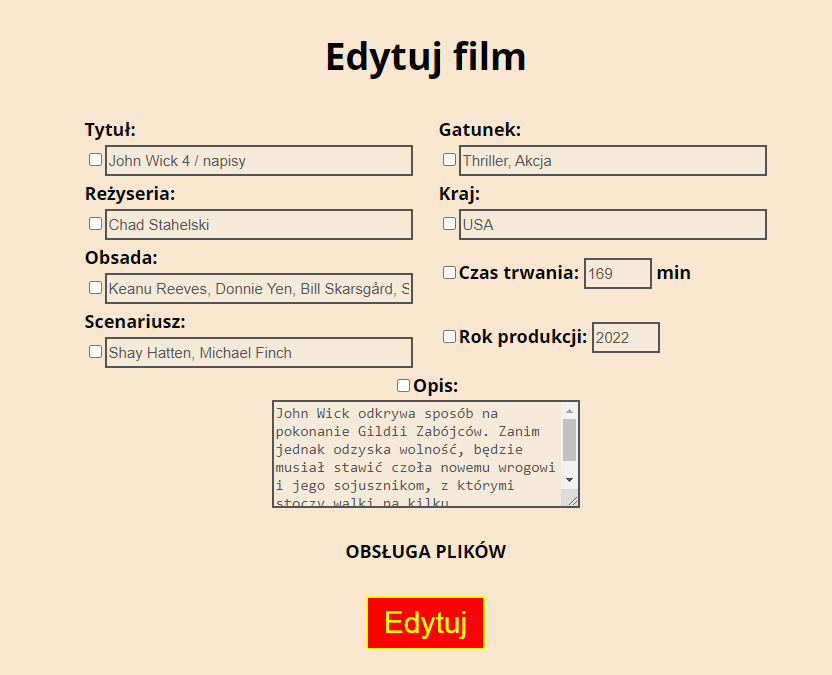 Edytuj film
Tytuł:
John Wick 4 / napisy
Gatunek:
Thriller, Akcja
Reżyseria:
Chad Stahelski
Kraj:
USA
Obsada:
Keanu Reeves, Donnie Yen, Bill Skarsgård, S
Czas trwania: 169 min
Scenariusz:
Shay Hatten, Michael Finch
Rok produkcji: 2022
Opis:
John Wick odkrywa sposób na
pokonanie Gildii Zabójców. Zanim
jednak odzyska wolność, będzie
musiał stawić czoła nowemu wrogowi
i jego sojusznikom, z którymi
stoczy walki na kilku
OBSŁUGA PLIKÓW
Edytuj